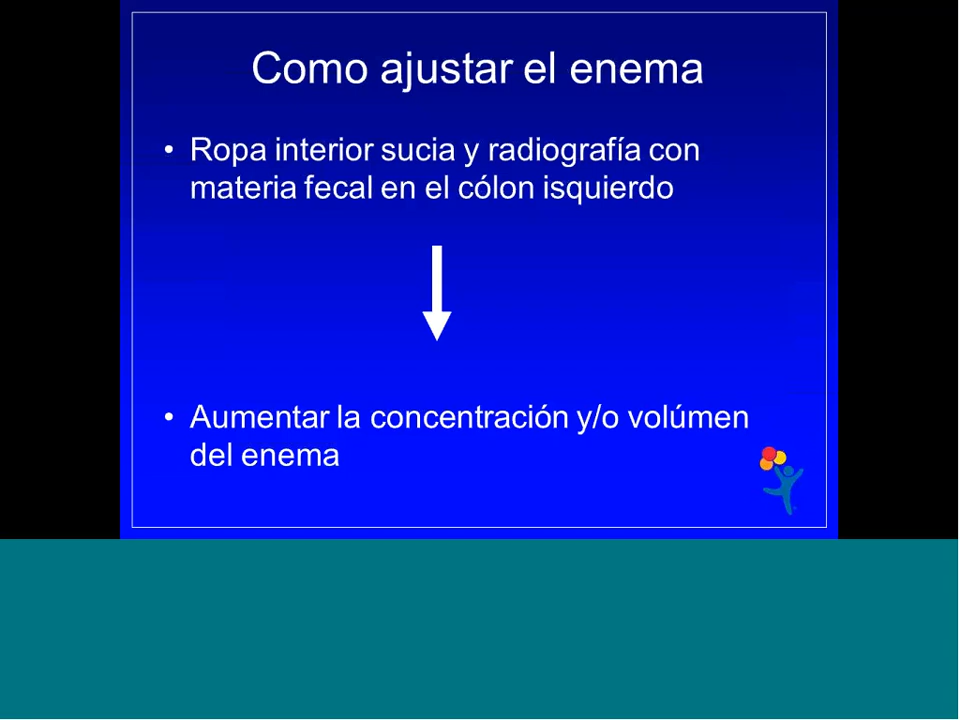 Como ajustar el enema
• Ropa interior sucia y radiografía con
materia fecal en el cólon isquierdo
• Aumentar la concentración y/o volúmen
del enema